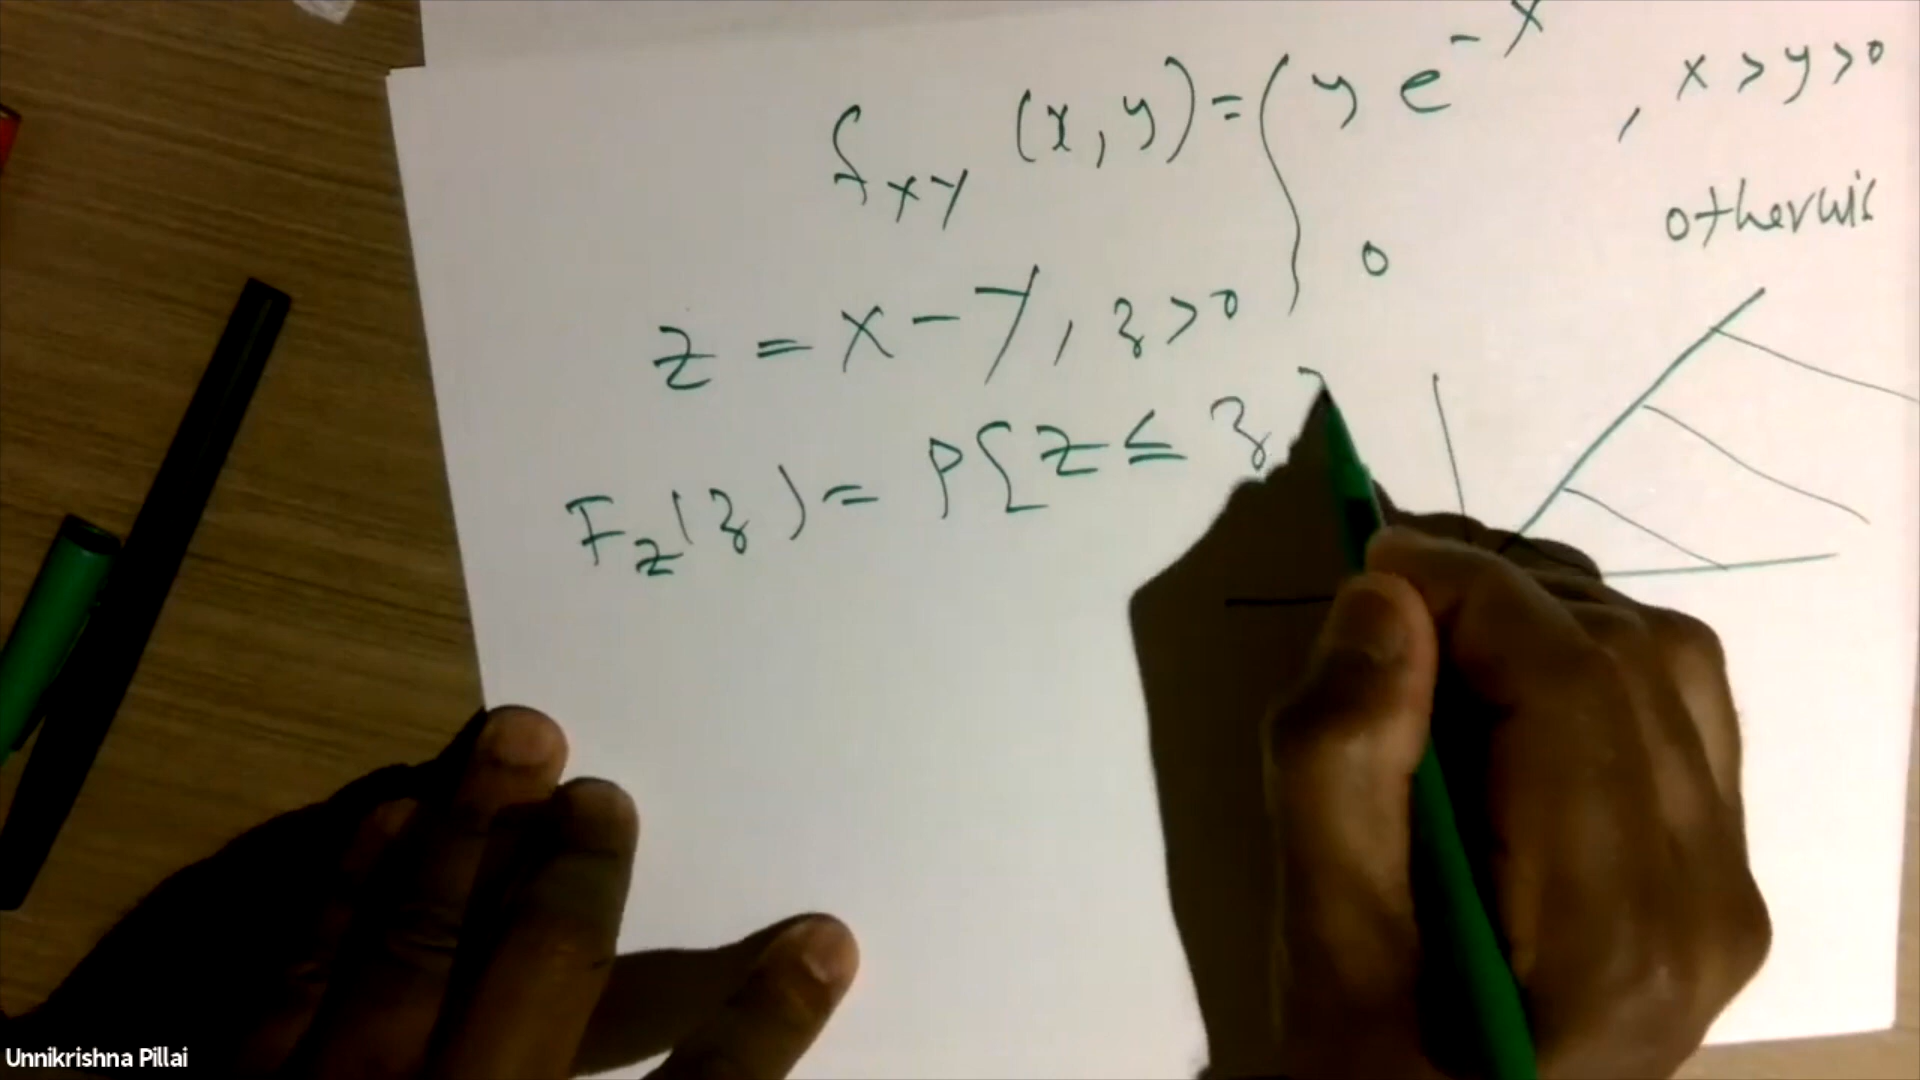 f_XY (x, y) = { y e^-x , x > y > 0
0 otherwis
Z = X - Y, z > 0
F_Z(z) = P[Z ≤ z
Unnikrishna Pillai